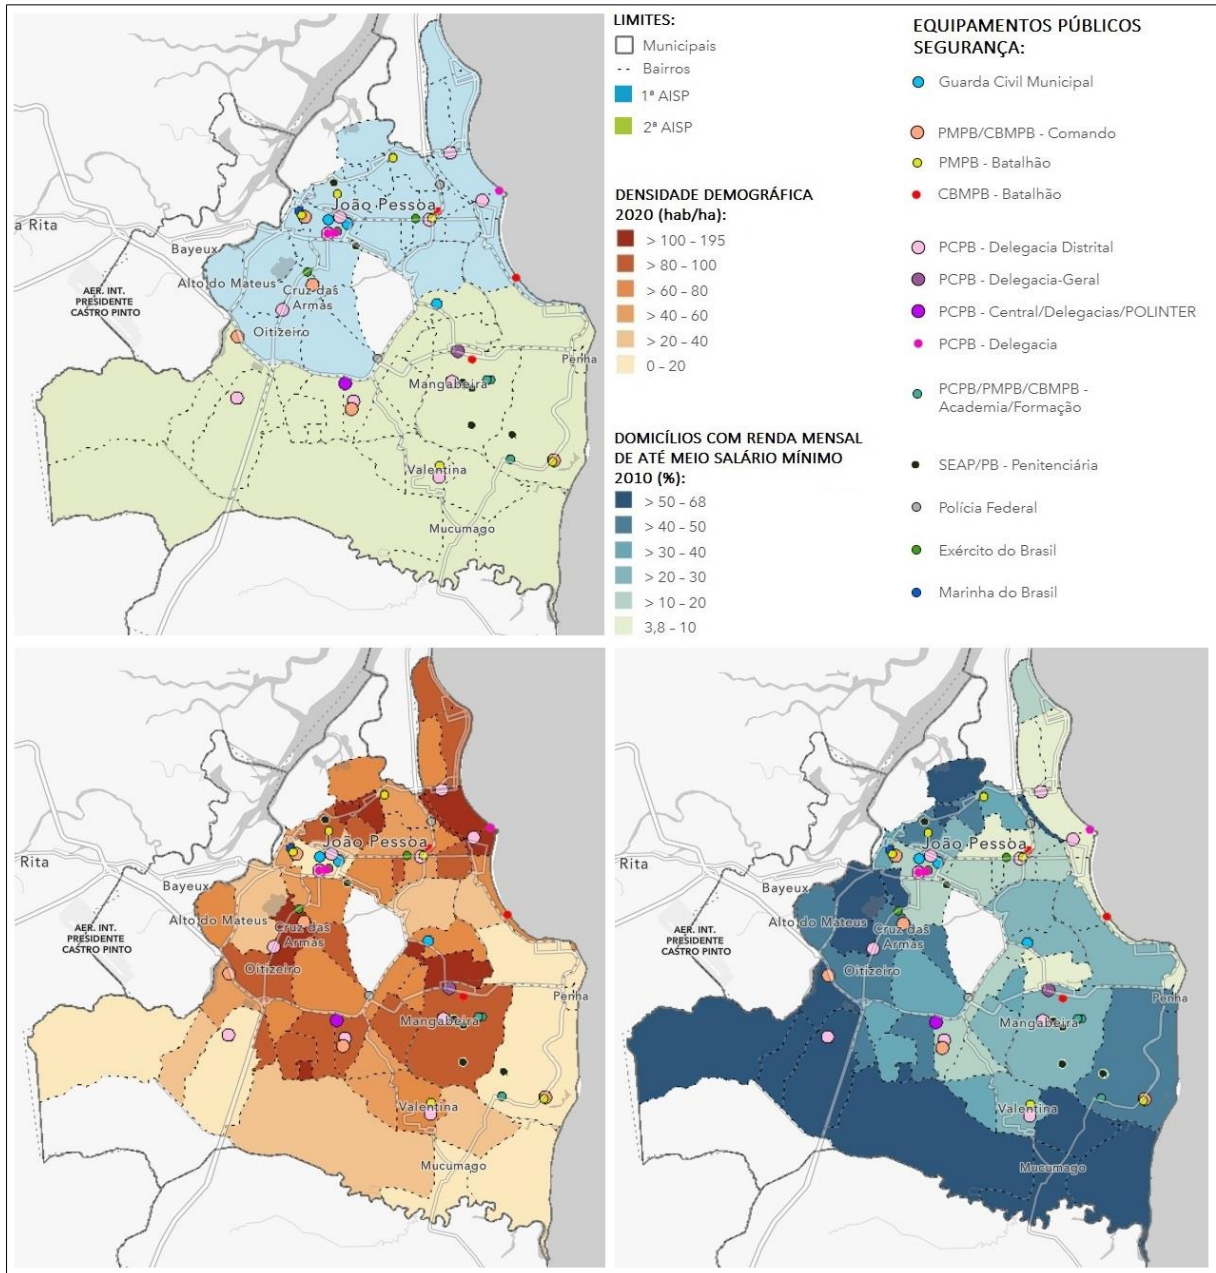 LIMITES:
Municipais
Bairros
1ª AISP
2ª AISP
DENSIDADE DEMOGRÁFICA
2020 (hab/ha):
> 100 – 195
> 80 – 100
> 60 – 80
> 40 – 60
> 20 – 40
0 – 20
DOMICÍLIOS COM RENDA MENSAL
DE ATÉ MEIO SALÁRIO MÍNIMO
2010 (%):
> 50 – 68
> 40 – 50
> 30 – 40
> 20 – 30
> 10 – 20
3,8 – 10
EQUIPAMENTOS PÚBLICOS
SEGURANÇA:
Guarda Civil Municipal
PMPB/CBMPB - Comando
PMPB - Batalhão
CBMPB - Batalhão
PCPB - Delegacia Distrital
PCPB - Delegacia-Geral
PCPB - Central/Delegacias/POLINTER
PCPB - Delegacia
PCPB/PMPB/CBMPB -
Academia/Formação
SEAP/PB - Penitenciária
Polícia Federal
Exército do Brasil
Marinha do Brasil
João Pessoa
a Rita
Bayeux
Alto do Mateus
Cruz das
Armas
AER. INT.
PRESIDENTE
CASTRO PINTO
Oitizeiro
Penha
Mangabeira
Valentina
Mucumago
João Pessoa
Rita
Bayeux
Alto do Mateus
Cruz das
Armas
AER. INT.
PRESIDENTE
CASTRO PINTO
Oitizeiro
Penha
Mangabeira
Valentina
Mucumago
João Pessoa
Rita
Bayeux
Alto do Mateus
Cruz das
Armas
AER. INT.
PRESIDENTE
CASTRO PINTO
Oitizeiro
Penha
Mangabeira
Valentina
Mucumago